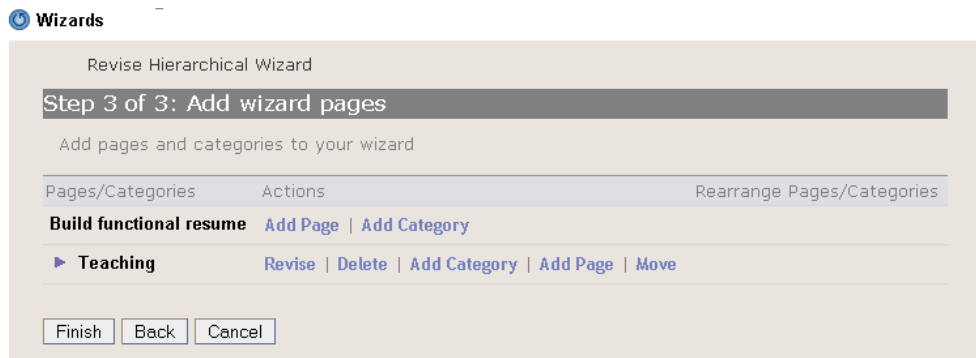 Wizards
Revise Hierarchical Wizard
Step 3 of 3: Add wizard pages
Add pages and categories to your wizard
Pages/Categories Actions Rearrange Pages/Categories
Build functional resume Add Page | Add Category
Teaching Revise | Delete | Add Category | Add Page | Move
Finish Back Cancel